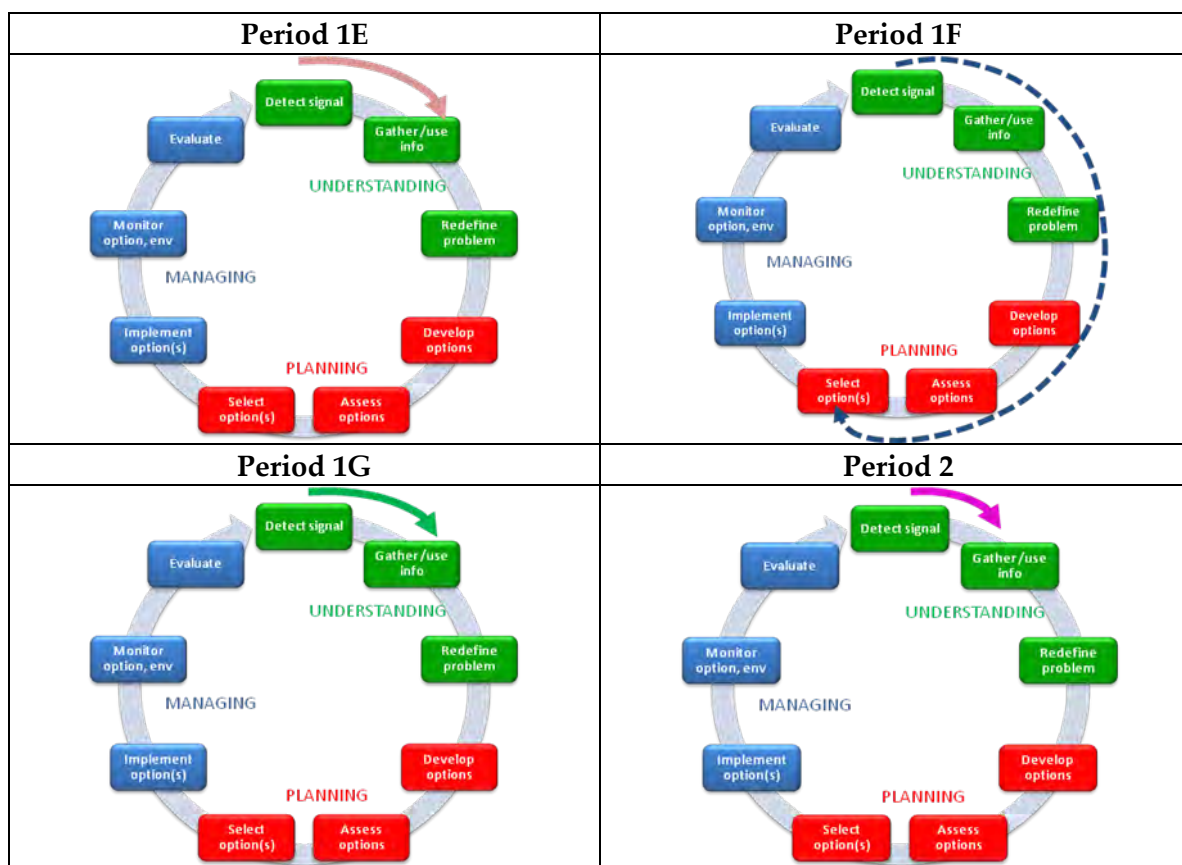 Period 1E
Period 1F
Detect signal
Gather/use
info
Evaluate
UNDERSTANDING
Monitor
option, env
Redefine
problem
MANAGING
Implement
option(s)
Develop
options
PLANNING
Select
option(s)
Assess
options
Detect signal
Gather/use
info
Evaluate
UNDERSTANDING
Monitor
option, env
Redefine
problem
MANAGING
Implement
option(s)
Develop
options
PLANNING
Select
option(s)
Assess
options
Period 1G
Period 2
Detect signal
Gather/use
info
Evaluate
UNDERSTANDING
Monitor
option, env
Redefine
problem
MANAGING
Implement
option(s)
Develop
options
PLANNING
Select
option(s)
Assess
options
Detect signal
Gather/use
info
Evaluate
UNDERSTANDING
Monitor
option, env
Redefine
problem
MANAGING
Implement
option(s)
Develop
options
PLANNING
Select
option(s)
Assess
options